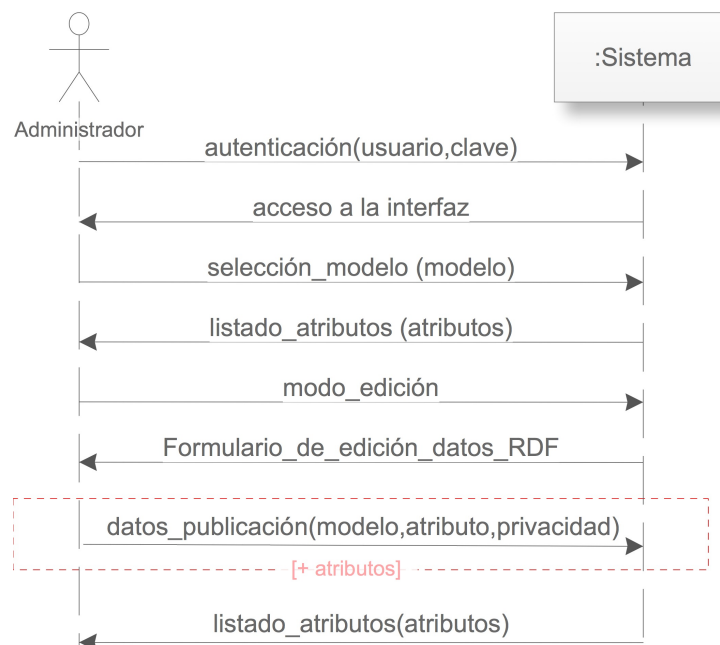 :Sistema
Administrador
autenticación(usuario,clave)
acceso a la interfaz
selección_modelo (modelo)
listado_atributos (atributos)
modo_edición
Formulario_de_edición_datos_RDF
datos_publicación(modelo,atributo,privacidad)
[+ atributos]
listado_atributos(atributos)